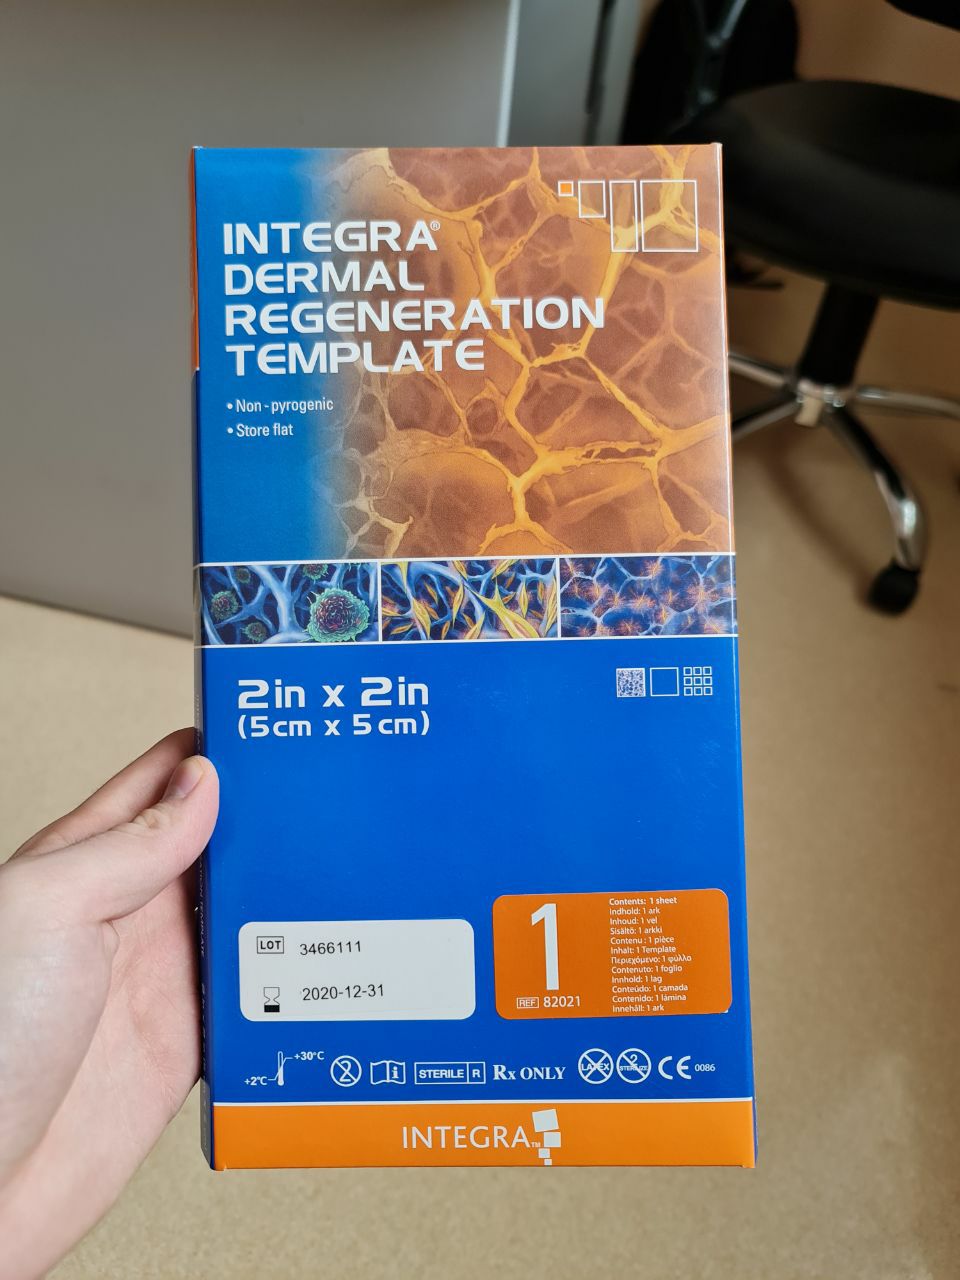 INTEGRA®
DERMAL
REGENERATION
TEMPLATE
• Non-pyrogenic
• Store flat
2in x 2in
(5cm x 5cm)
LOT 3466111
2020-12-31
1
REF 82021
Contents: 1 sheet
Indhold: 1 ark
Inhoud: 1 vel
Sisältö: 1 arkki
Contenu : 1 pièce
Inhalt: 1 Template
Περιεχόμενο: 1 φύλλο
Contenuto: 1 foglio
Innhold: 1 lag
Conteúdo: 1 camada
Contenido: 1 lámina
Innehåll: 1 ark
+2°C +30°C
2
i
STERILE R
Rx ONLY
LATEX
2
STERILIZE
CE 0086
INTEGRA™